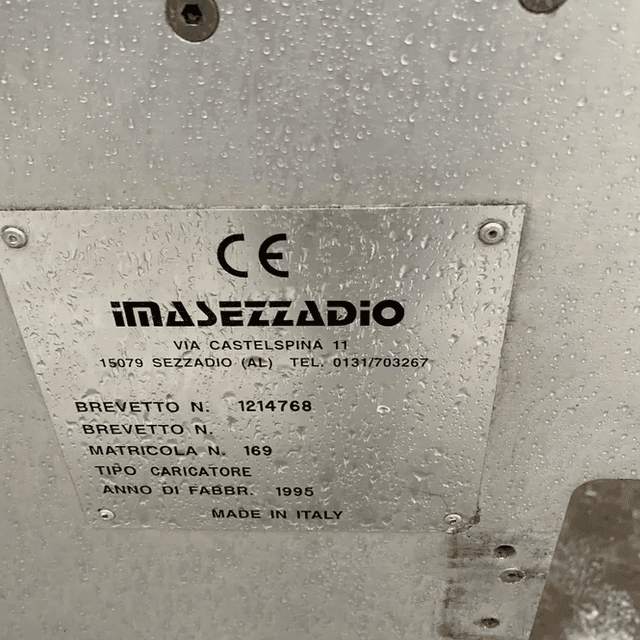 CE
imasezzadio
VIA CASTELSPINA 11
15079 SEZZADIO (AL) TEL. 0131/703267
BREVETTO N. 1214768
BREVETTO N.
MATRICOLA N. 169
TIPO CARICATORE
ANNO DI FABBR. 1995
MADE IN ITALY